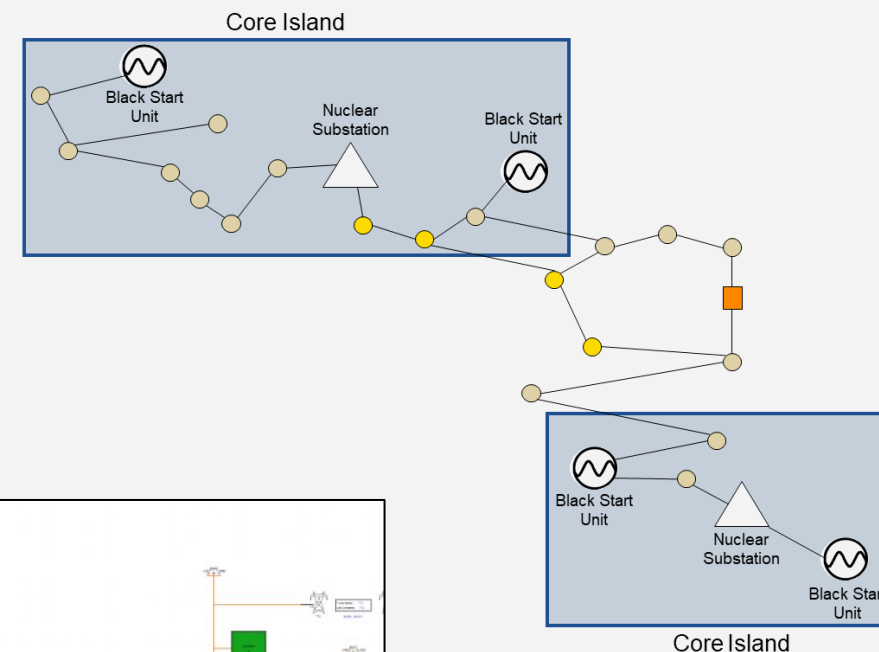 Core Island
Black Start
Unit
Nuclear
Substation
Black Start
Unit
Black Start
Unit
Nuclear
Substation
Black Star
Unit
Core Island